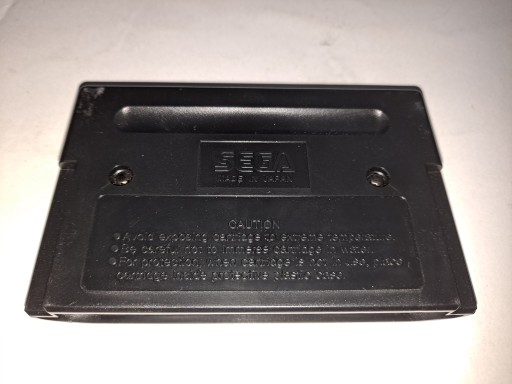 SEGA
MADE IN JAPAN
CAUTION
●Avoid exposing cartridge to extreme temperature.
●Be careful not to immerse cartridge in water.
●For protection, when cartridge is not in use, place
cartridge inside protective plastic case.